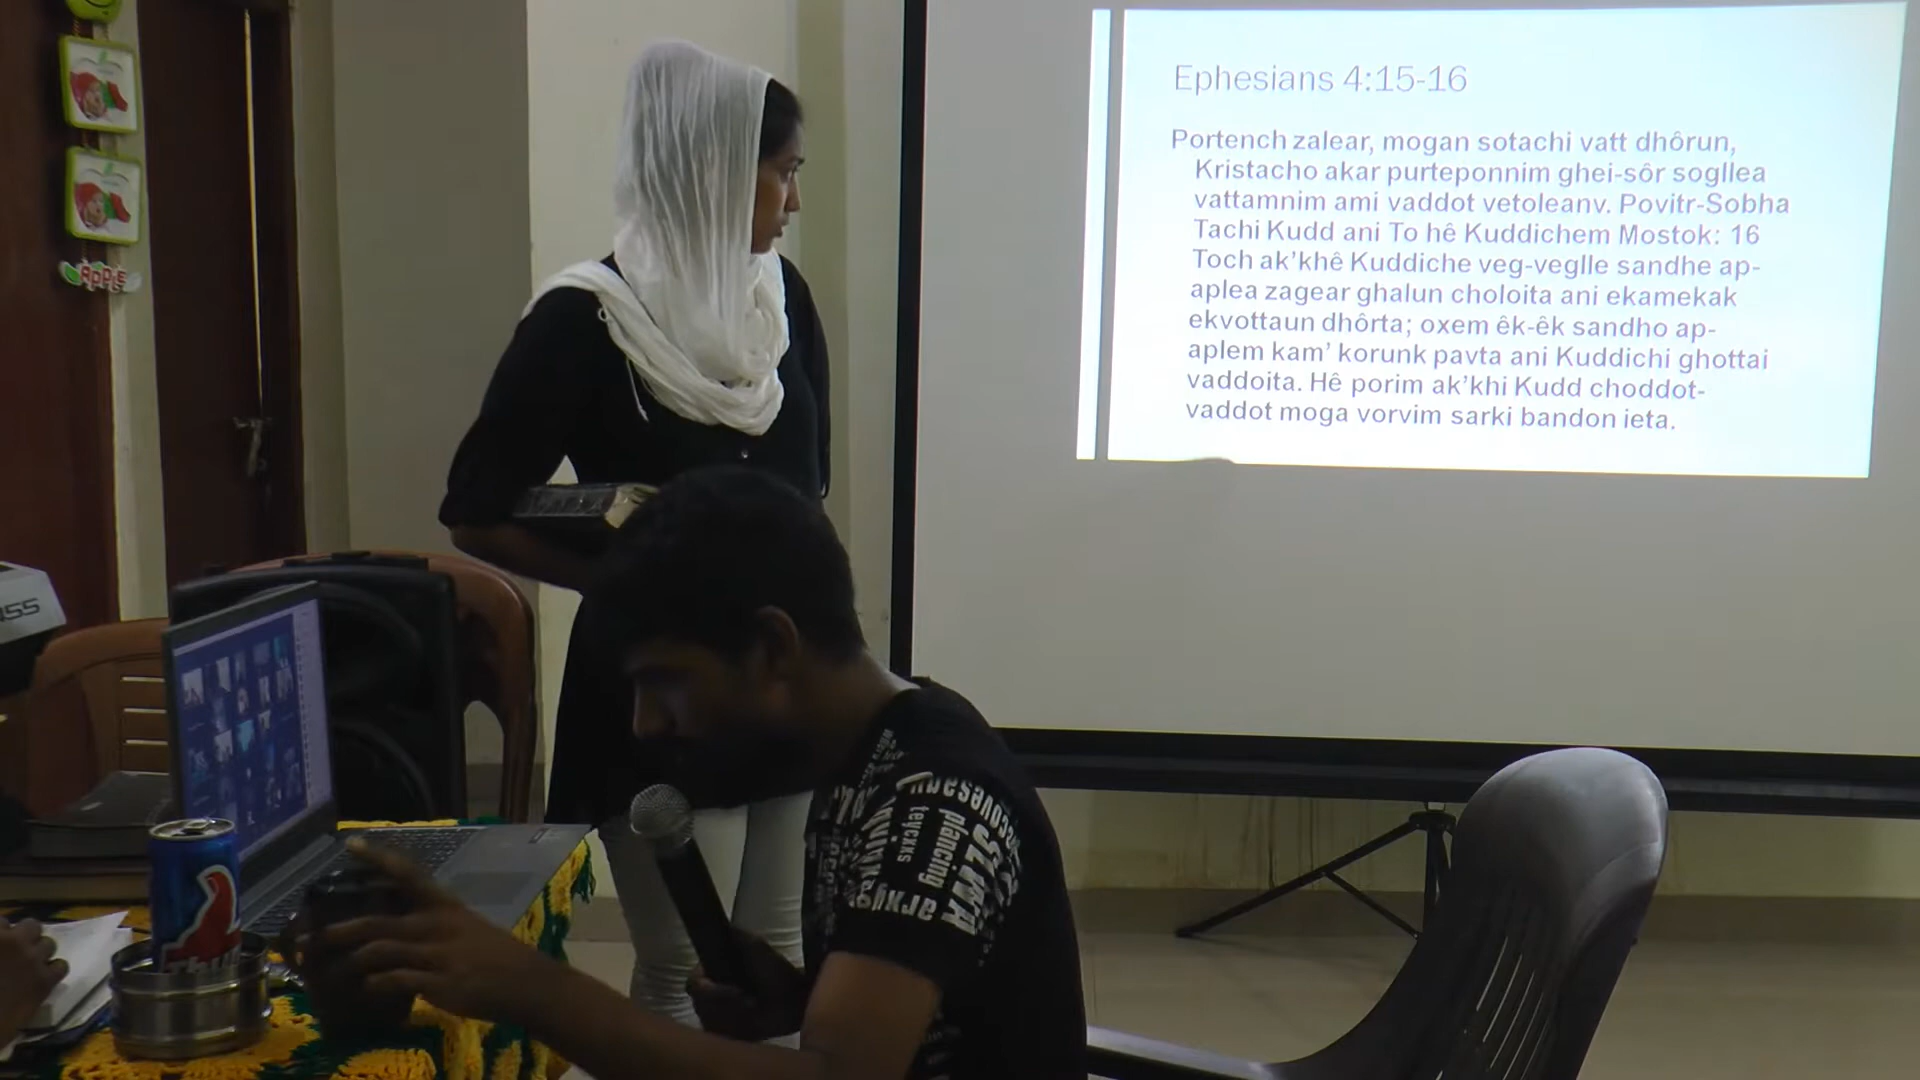 Ephesians 4:15-16
Portench zalear, mogan sotachi vatt dhôrun,
Kristacho akar purteponnim ghei-sôr sogllea
vattamnim ami vaddot vetoleanv. Povitr-Sobha
Tachi Kudd ani To hê Kuddichem Mostok: 16
Toch ak’khê Kuddiche veg-veglle sandhe ap-
aplea zagear ghalun choloita ani ekamekak
ekvottaun dhôrta; oxem êk-êk sandho ap-
aplem kam’ korunk pavta ani Kuddichi ghottai
vaddoita. Hê porim ak’khi Kudd choddot-
vaddot moga vorvim sarki bandon ieta.
APPLE
plancing